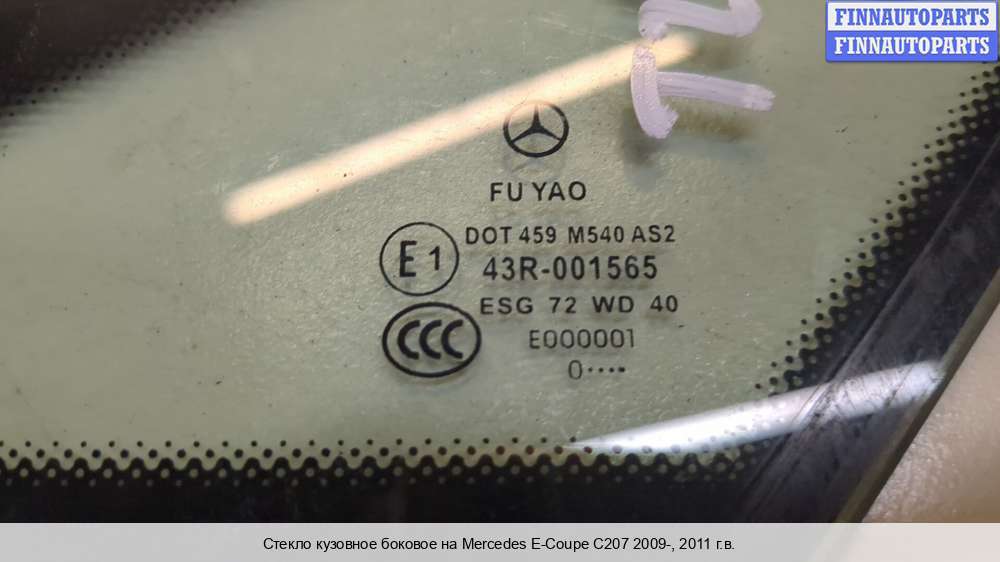 FINNAUTOPARTS
FINNAUTOPARTS
FU YAO
DOT 459 M540 AS2
E1
43R-001565
ESG 72 WD 40
CCC
E000001
0····
Стекло кузовное боковое на Mercedes E-Coupe C207 2009-, 2011 г.в.